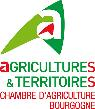 AGRICULTURES
& TERRITOIRES
CHAMBRE D'AGRICULTURE
BOURGOGNE